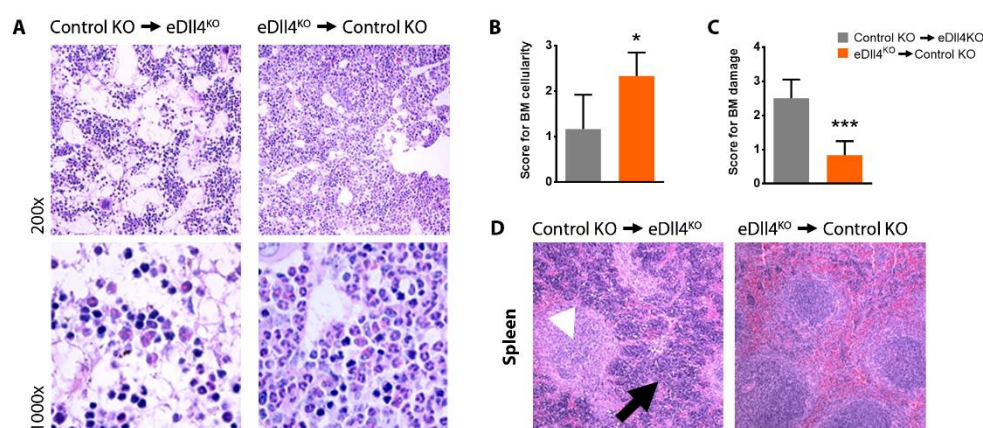 A
Control KO → eDll4ᴷᴼ
eDll4ᴷᴼ → Control KO
200x
1000x
B
Score for BM cellularity
3
2
1
0
*
C
Score for BM damage
4
3
2
1
0
***
Control KO → eDll4KO
eDll4ᴷᴼ → Control KO
D
Control KO → eDll4ᴷᴼ
eDll4ᴷᴼ → Control KO
Spleen